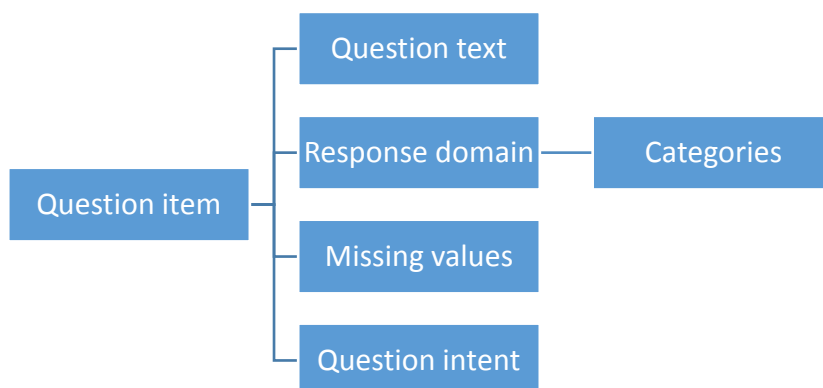 Question text
Response domain
Categories
Question item
Missing values
Question intent